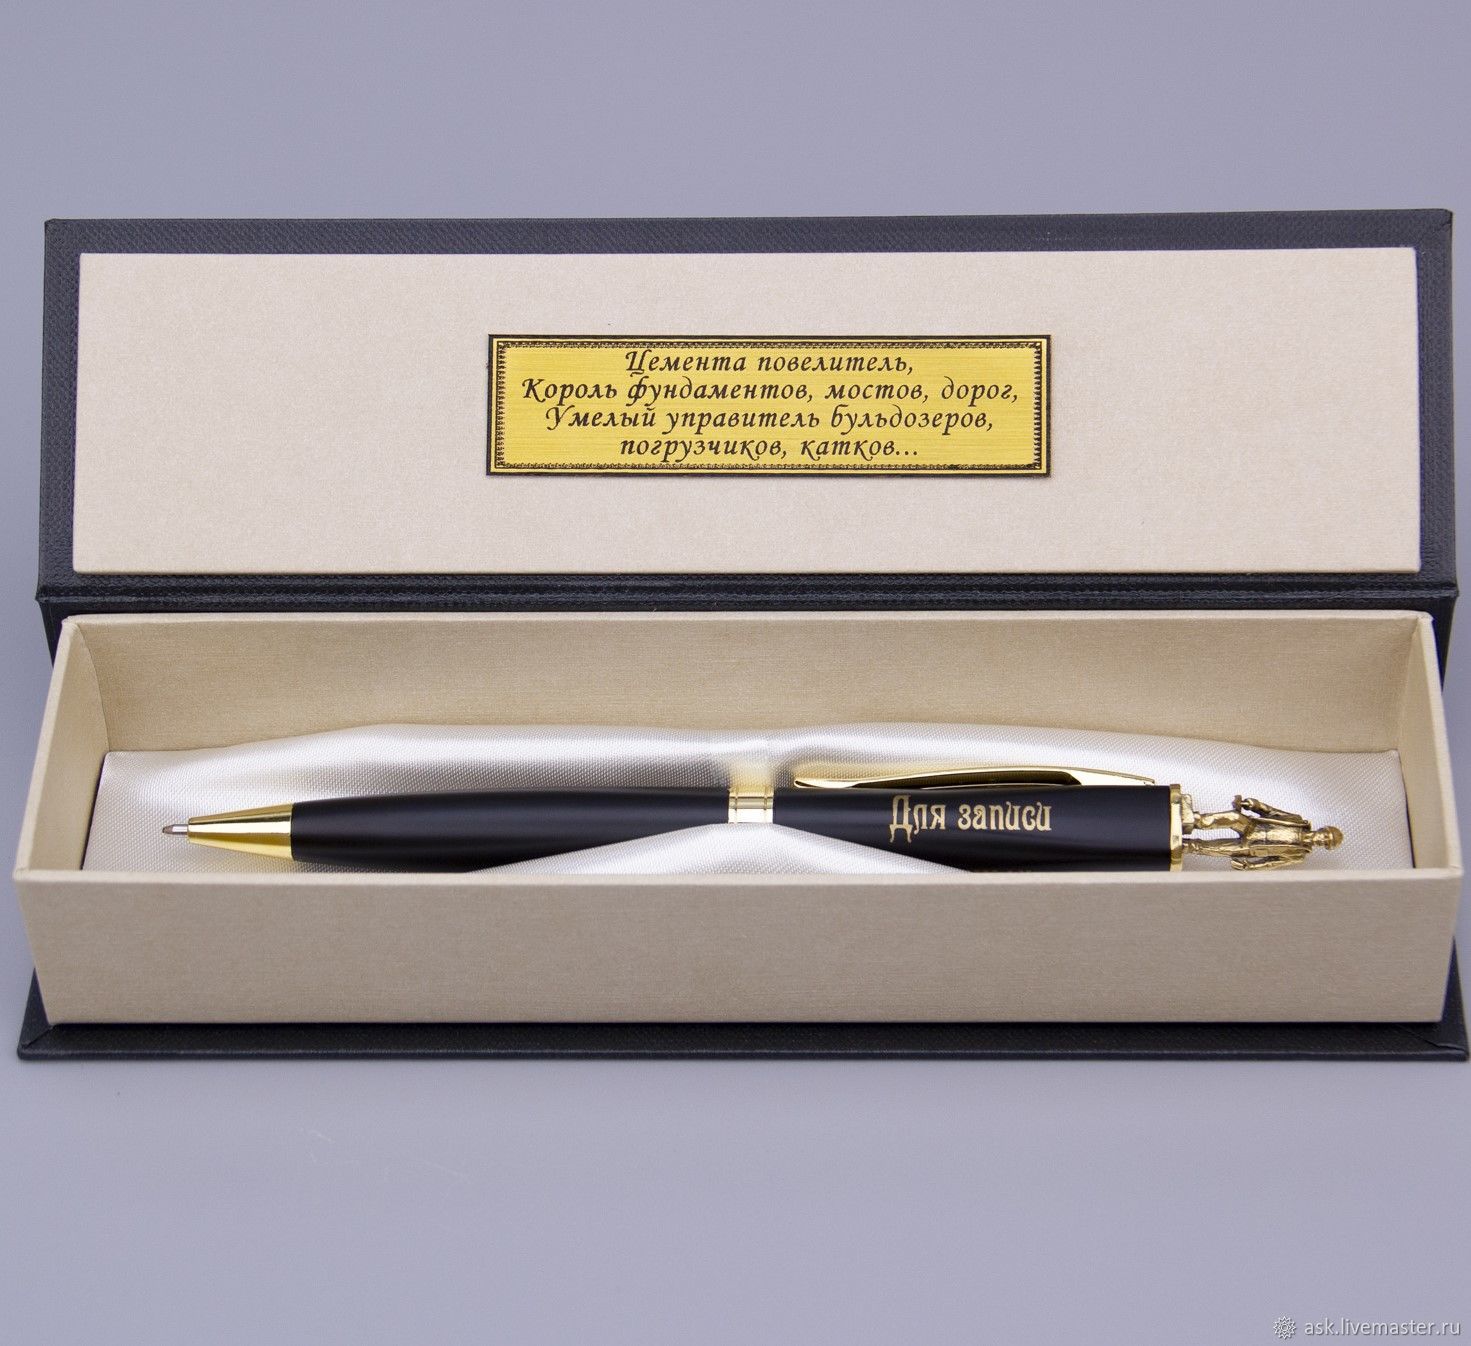 Цемента повелитель,
Король фундаментов, мостов, дорог,
Умелый управитель бульдозеров,
погрузчиков, катков...
Для записи
ask.livemaster.ru